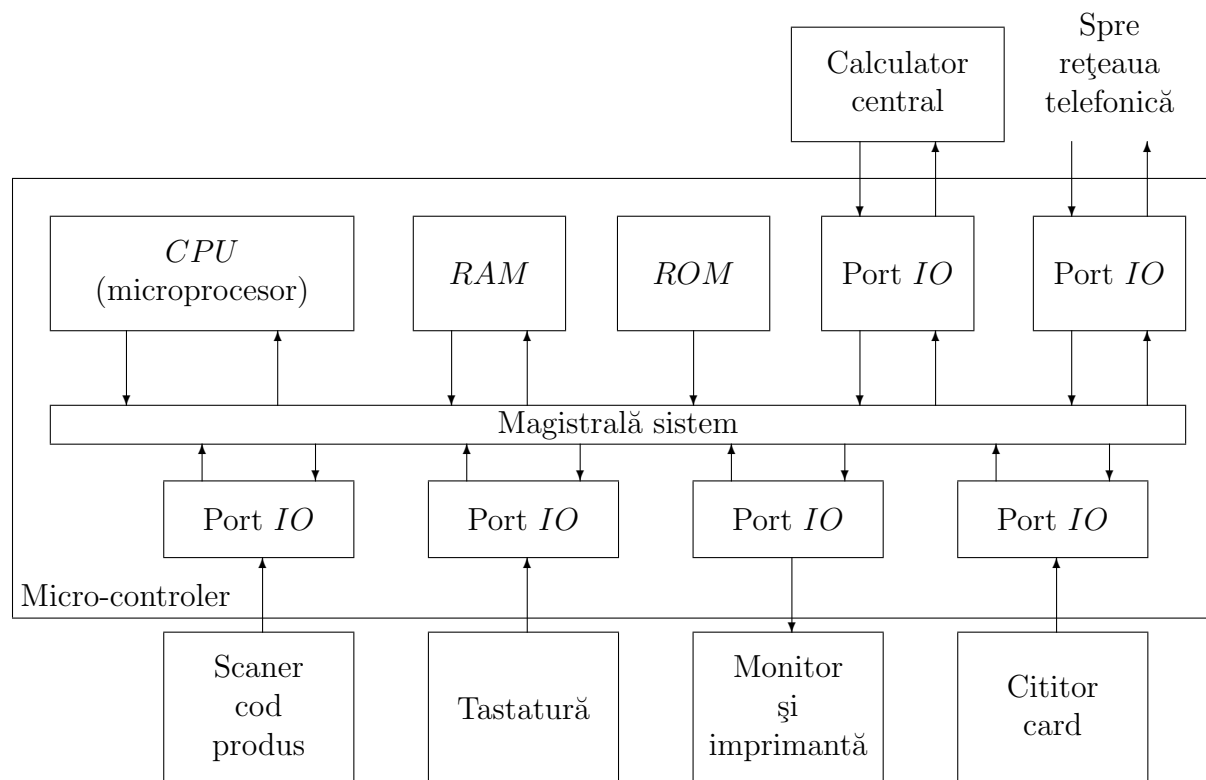 Calculator
central
Spre
reţeaua
telefonică
CPU
(microprocesor)
RAM
ROM
Port IO
Port IO
Magistrală sistem
Port IO
Port IO
Port IO
Port IO
Micro-controler
Scaner
cod
produs
Tastatură
Monitor
şi
imprimantă
Cititor
card